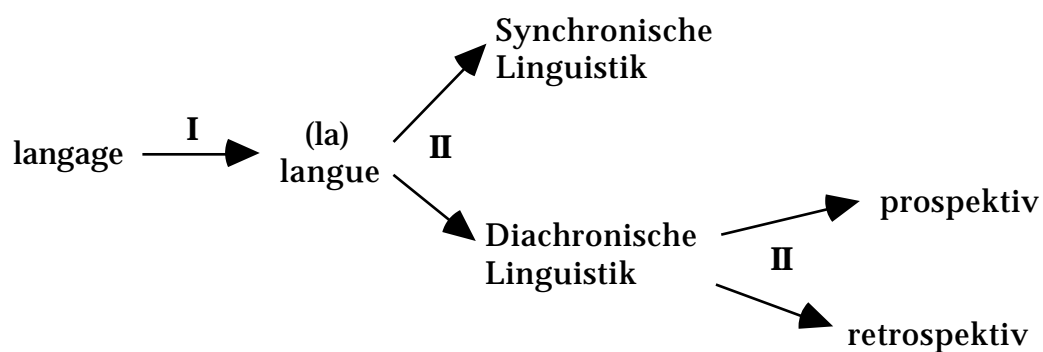 Synchronische
Linguistik
langage
I
(la)
langue
II
Diachronische
Linguistik
prospektiv
II
retrospektiv